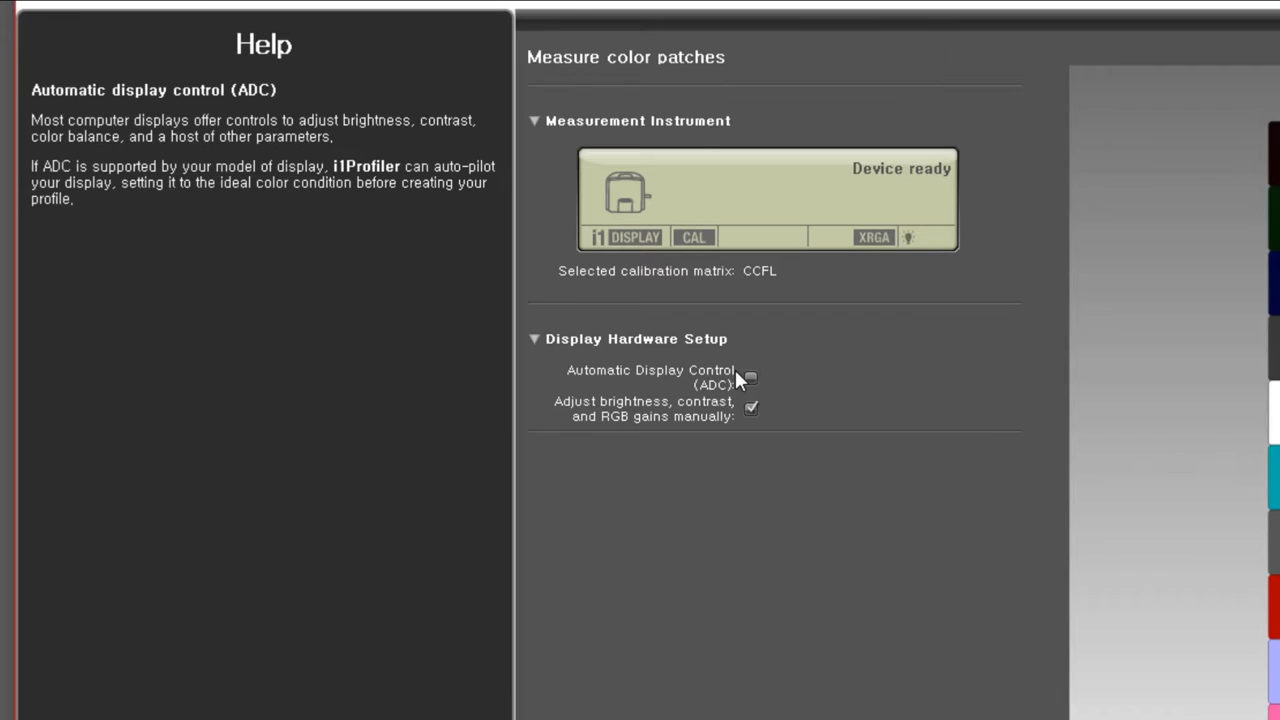 Help
Automatic display control (ADC)
Most computer displays offer controls to adjust brightness, contrast,
color balance, and a host of other parameters.
If ADC is supported by your model of display, i1Profiler can auto-pilot
your display, setting it to the ideal color condition before creating your
profile.
Measure color patches
Measurement Instrument
Device ready
i1 DISPLAY CAL XRGA
Selected calibration matrix: CCFL
Display Hardware Setup
Automatic Display Control
(ADC):
Adjust brightness, contrast,
and RGB gains manually: